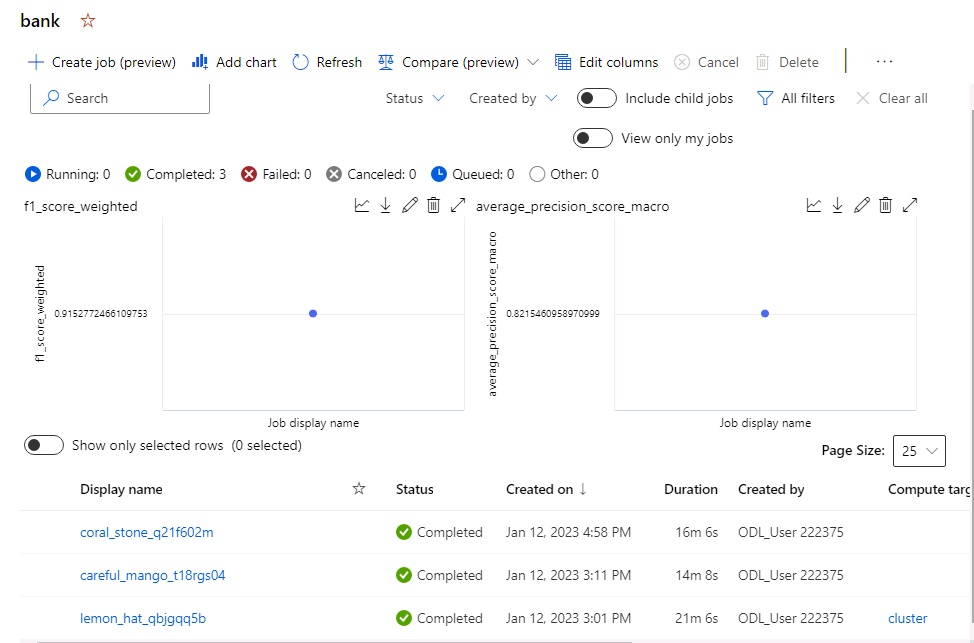 bank
Create job (preview) Add chart Refresh Compare (preview) Edit columns Cancel Delete ...
Search Status Created by Include child jobs All filters Clear all
View only my jobs
Running: 0 Completed: 3 Failed: 0 Canceled: 0 Queued: 0 Other: 0
f1_score_weighted
f1_score_weighted
0.9152772466109753
Job display name
average_precision_score_macro
average_precision_score_macro
0.8215460958970999
Job display name
Show only selected rows (0 selected)
Page Size: 25
Display name Status Created on ↓ Duration Created by Compute targ
coral_stone_q21f602m Completed Jan 12, 2023 4:58 PM 16m 6s ODL_User 222375
careful_mango_t18rgs04 Completed Jan 12, 2023 3:11 PM 14m 8s ODL_User 222375
lemon_hat_qbjgqq5b Completed Jan 12, 2023 3:01 PM 21m 6s ODL_User 222375 cluster